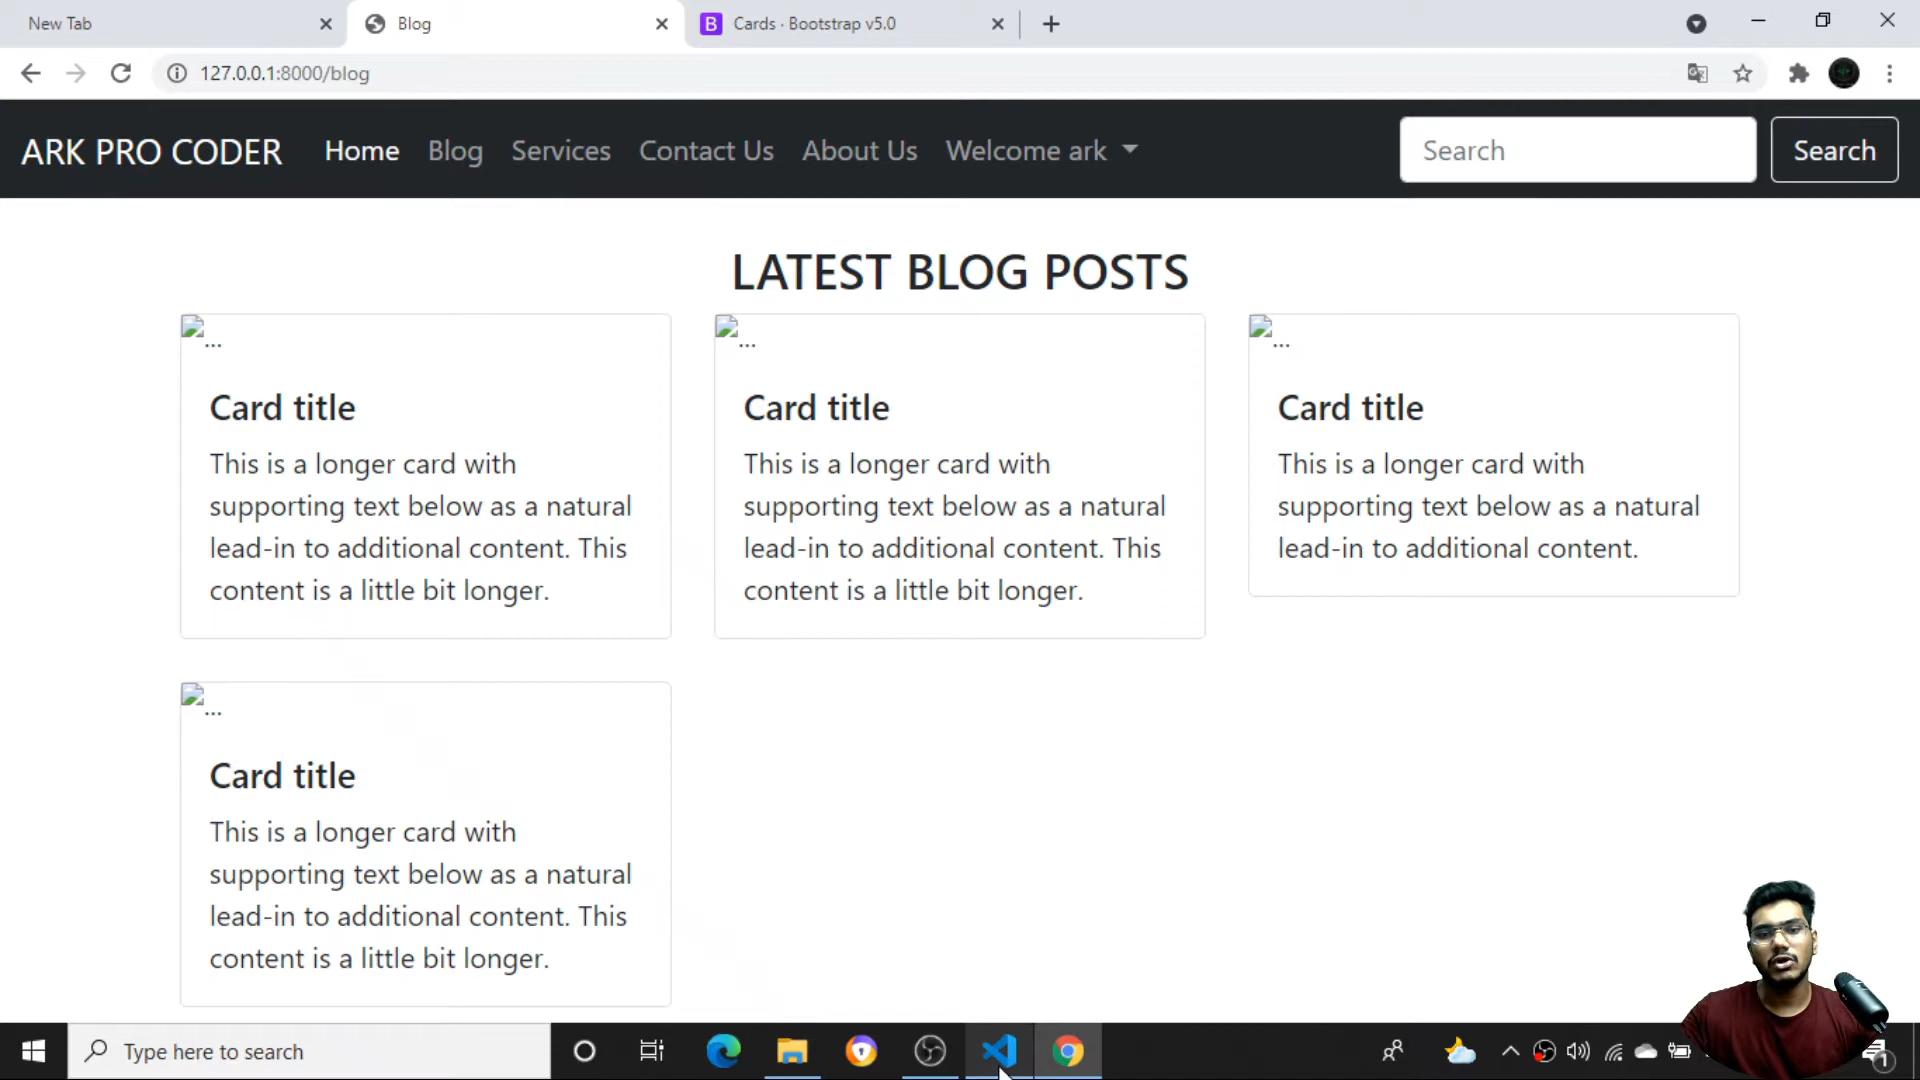 New Tab
Blog
B Cards · Bootstrap v5.0
127.0.0.1:8000/blog
ARK PRO CODER Home Blog Services Contact Us About Us Welcome ark Search Search
LATEST BLOG POSTS
...
Card title
This is a longer card with
supporting text below as a natural
lead-in to additional content. This
content is a little bit longer.
...
Card title
This is a longer card with
supporting text below as a natural
lead-in to additional content. This
content is a little bit longer.
...
Card title
This is a longer card with
supporting text below as a natural
lead-in to additional content.
...
Card title
This is a longer card with
supporting text below as a natural
lead-in to additional content. This
content is a little bit longer.
Type here to search
1